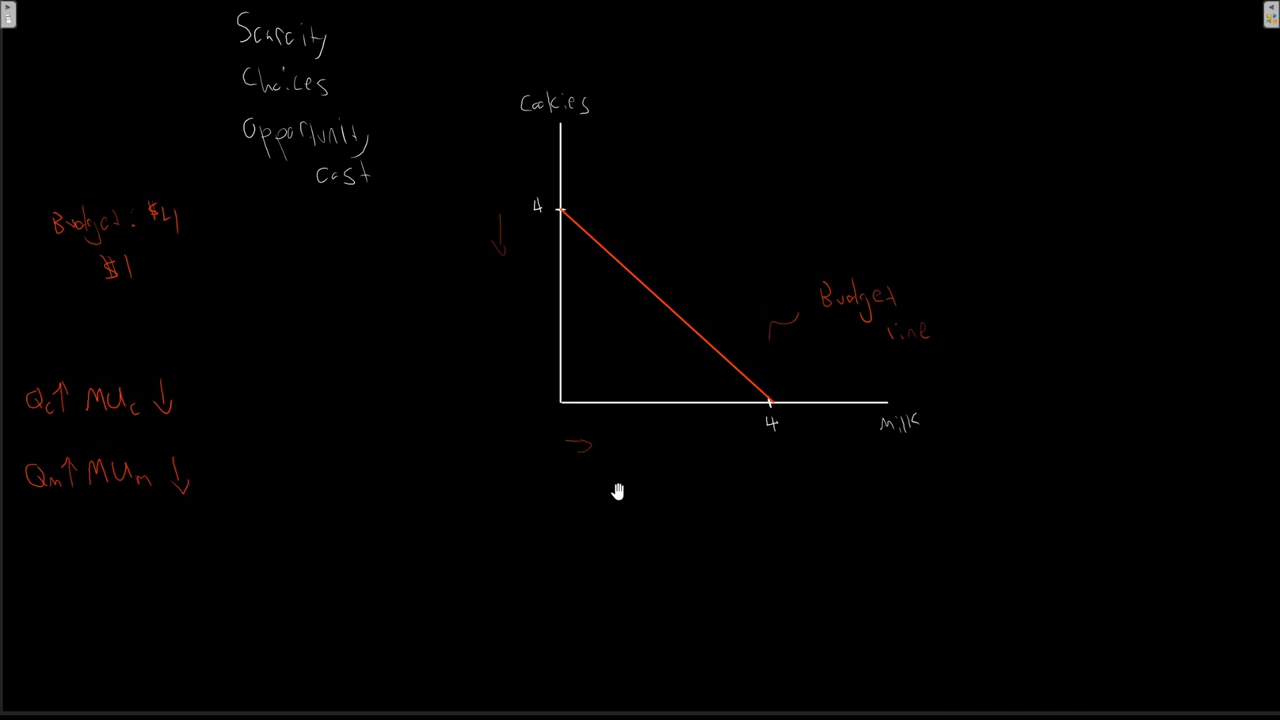 Scarcity
Choices
Opportunity
cost
Cookies
4
Budget: $4
$1
Budget
line
Qc↑ MUc ↓
4
Milk
Qm↑ MUm ↓